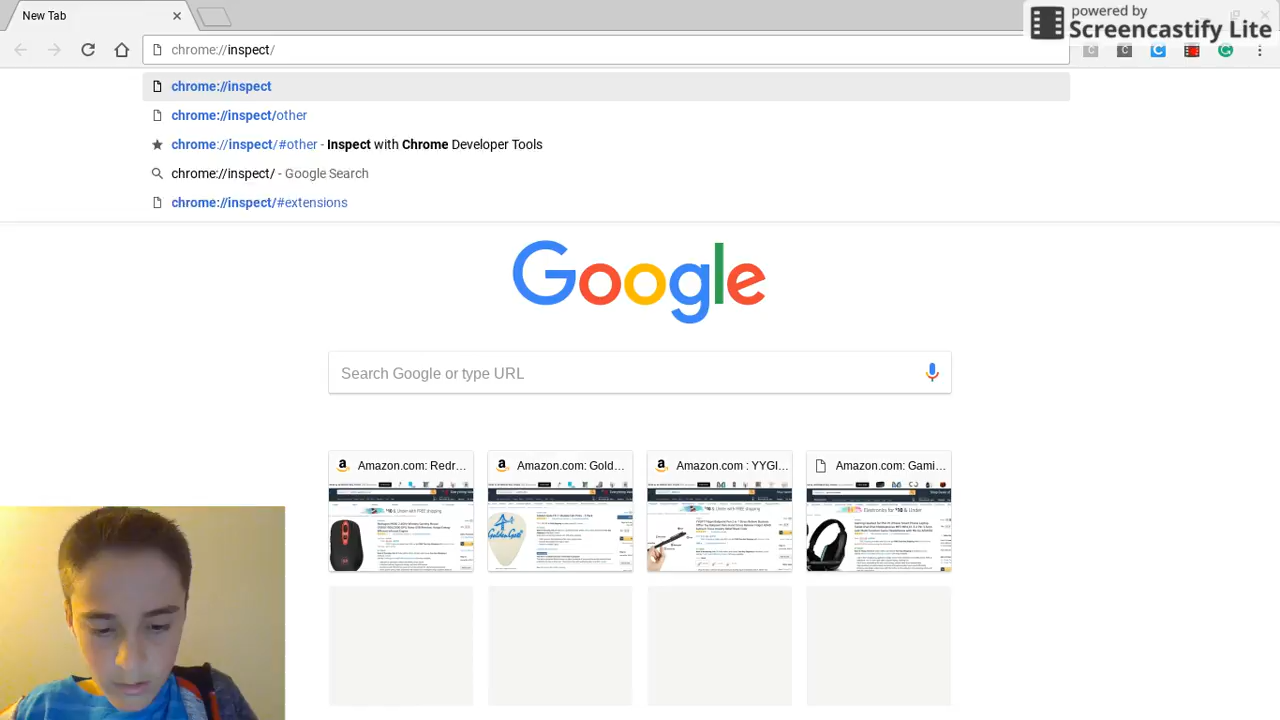 New Tab
powered by
Screencastify Lite
chrome://inspect/
chrome://inspect
chrome://inspect/other
chrome://inspect/#other - Inspect with Chrome Developer Tools
chrome://inspect/ - Google Search
chrome://inspect/#extensions
Google
Search Google or type URL
Amazon.com: Redr...
Amazon.com: Gold...
Amazon.com : YYGI...
Amazon.com: Gami...